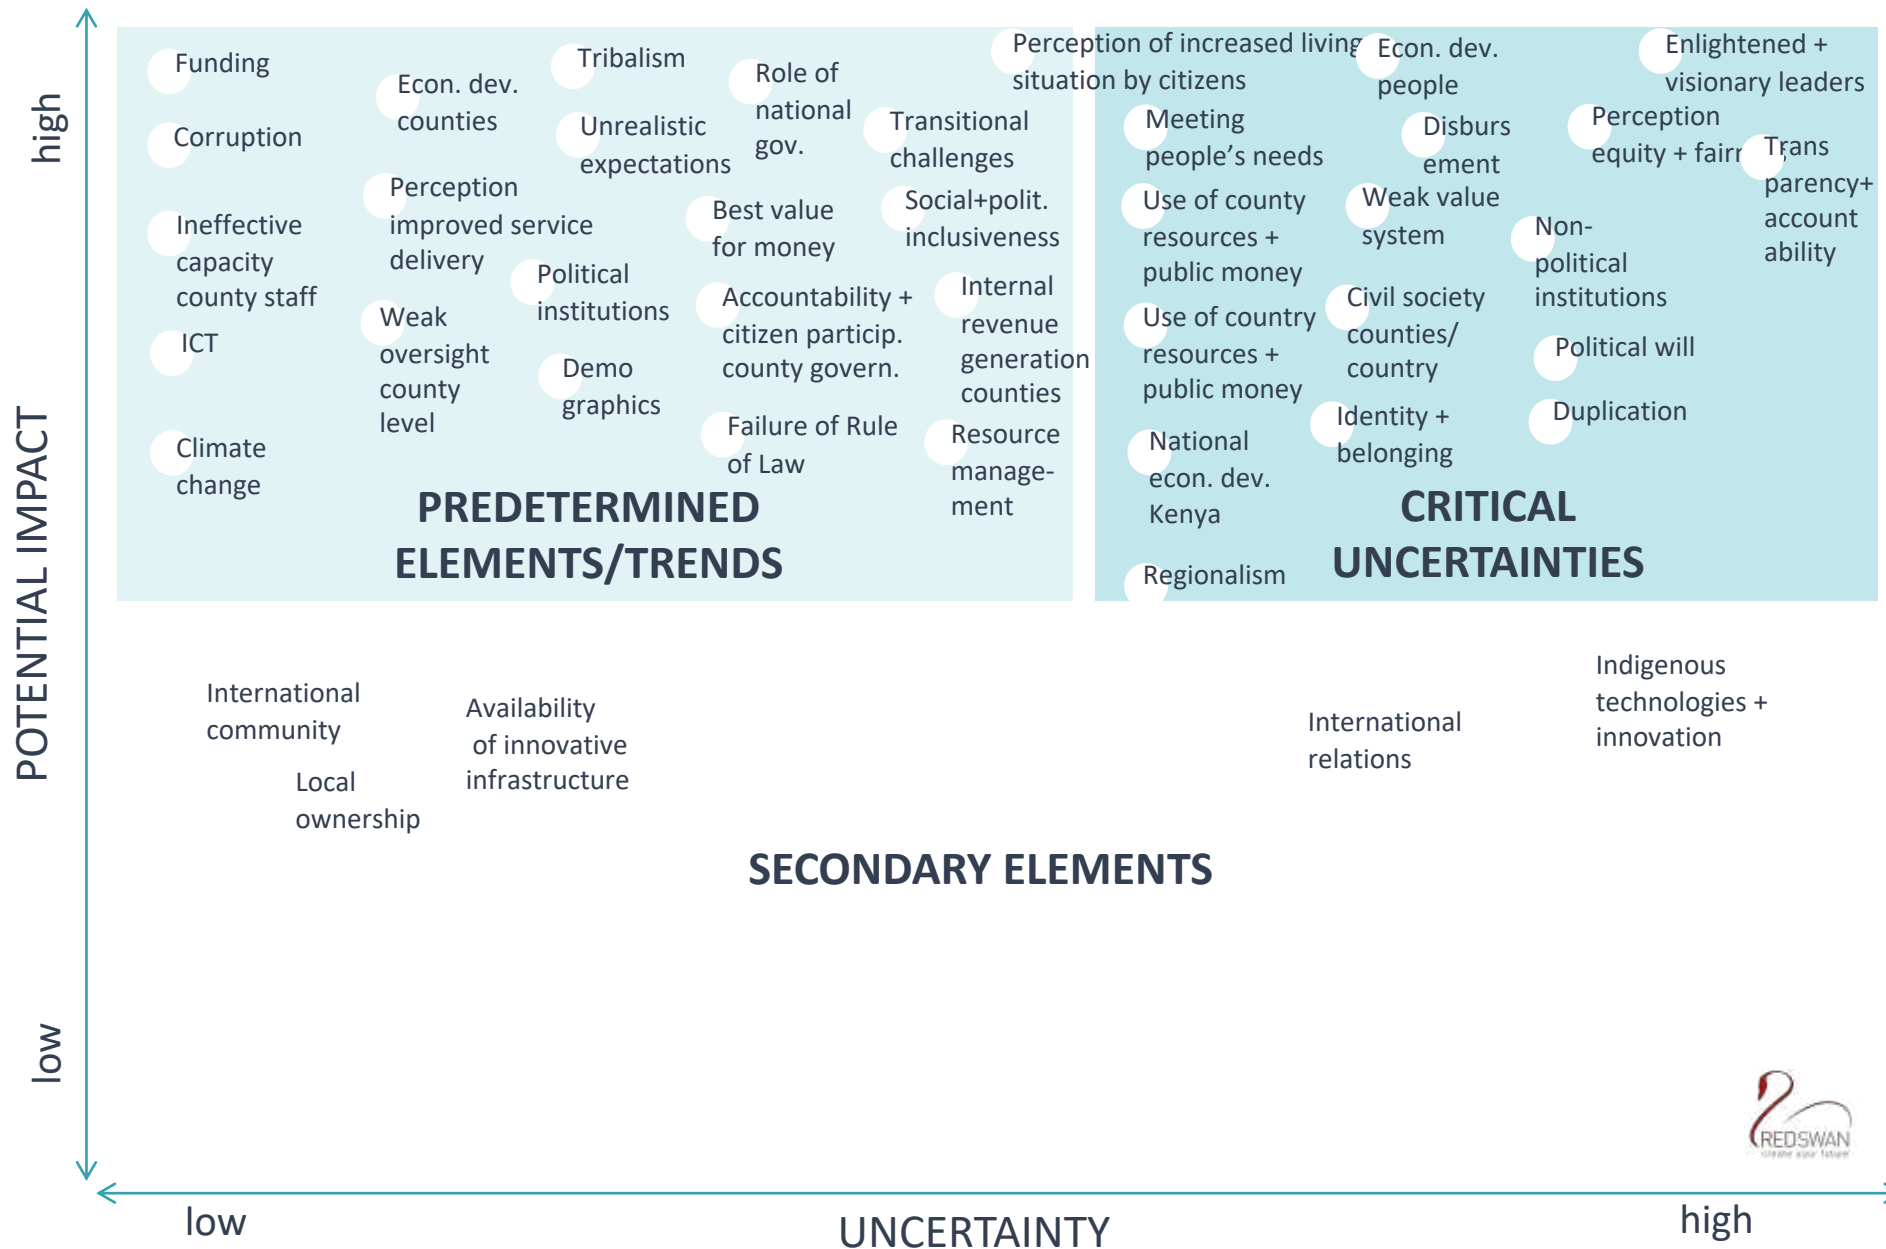 POTENTIAL IMPACT
high
low
Funding
Corruption
Ineffective
capacity
county staff
ICT
Climate
change
Econ. dev.
counties
Perception
improved service
delivery
Weak
oversight
county
level
Tribalism
Unrealistic
expectations
Political
institutions
Demo
graphics
Role of
national
gov.
Best value
for money
Accountability +
citizen particip.
county govern.
Failure of Rule
of Law
Transitional
challenges
Social+polit.
inclusiveness
Internal
revenue
generation
counties
Resource
manage-
ment
PREDETERMINED
ELEMENTS/TRENDS
Perception of increased living
situation by citizens
Meeting
people's needs
Use of county
resources +
public money
Use of country
resources +
public money
National
econ. dev.
Kenya
Regionalism
Econ. dev.
people
Disburs
ement
Weak value
system
Civil society
counties/
country
Identity +
belonging
Enlightened +
visionary leaders
Perception
equity +
Trans
parency+
account
ability
Non-
political
institutions
Political will
Duplication
CRITICAL
UNCERTAINTIES
International
community
Local
ownership
Availability
of innovative
infrastructure
International
relations
Indigenous
technologies +
innovation
SECONDARY ELEMENTS
REDSWAN
create your future
low
UNCERTAINTY
high